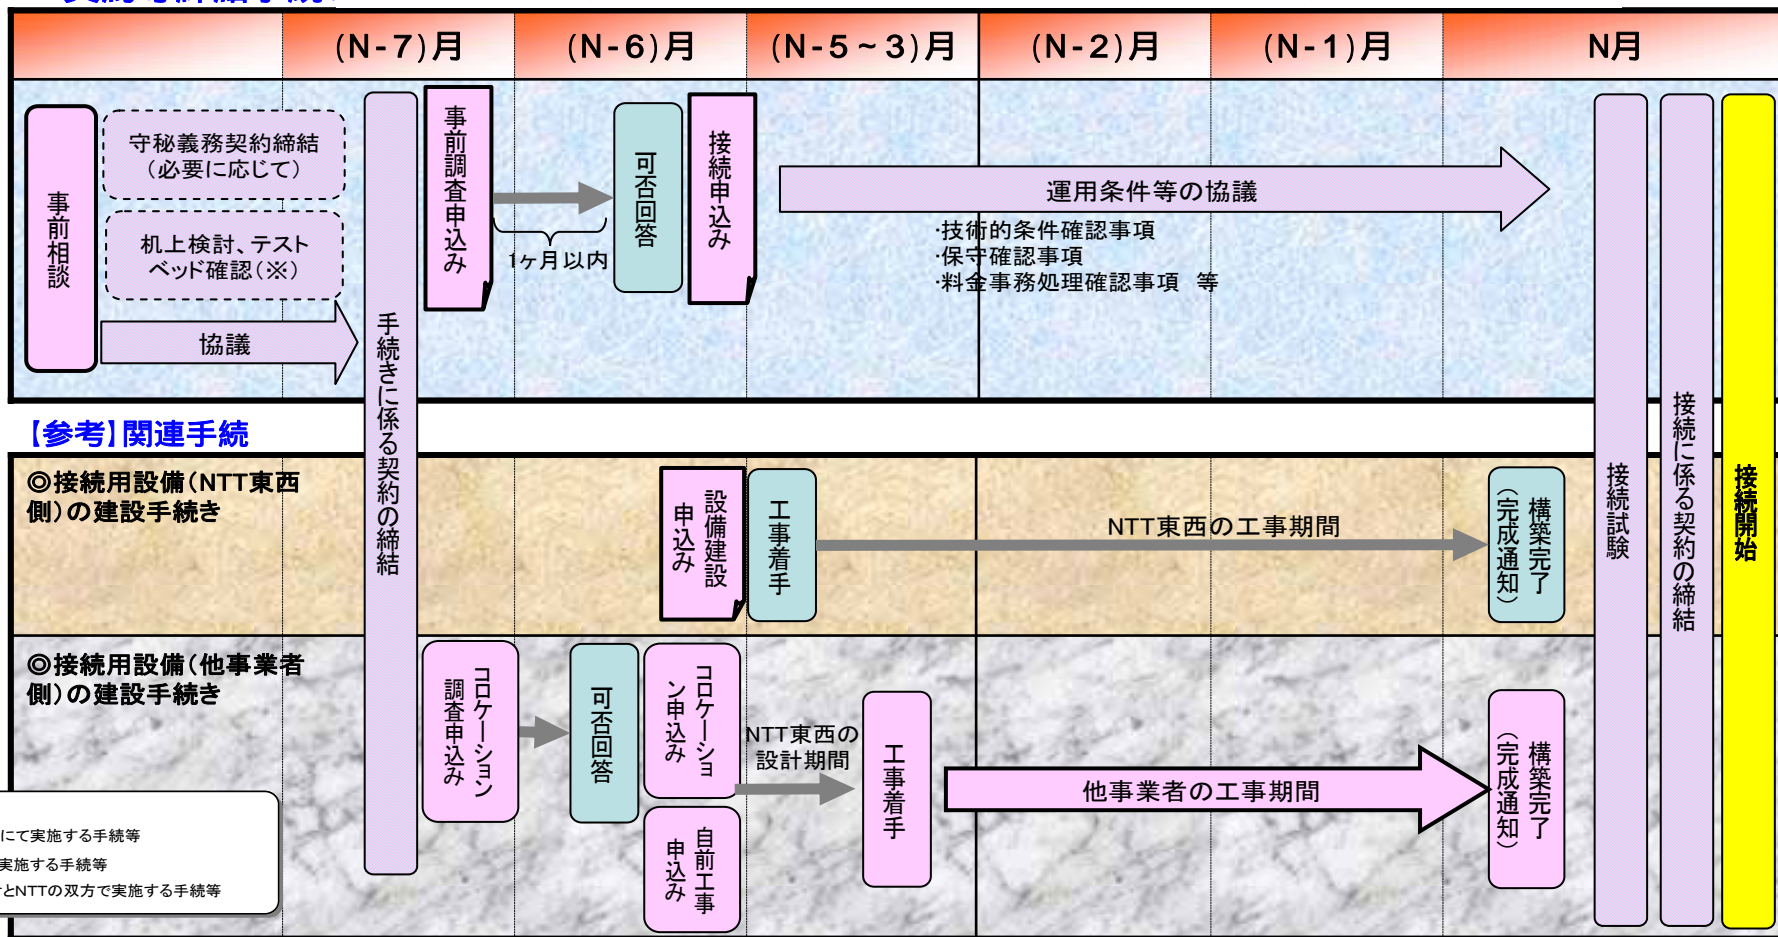 (N-7)月
(N-6)月
(N-5~3)月
(N-2)月
(N-1)月
N月
事前相談
守秘義務契約締結
(必要に応じて)
机上検討、テスト
ベッド確認(※)
協議
手続きに係る契約の締結
事前調査申込み
1ヶ月以内
可否回答
接続申込み
運用条件等の協議
・技術的条件確認事項
・保守確認事項
・料金事務処理確認事項 等
接続試験
接続に係る契約の締結
接続開始
【参考】関連手続
◎接続用設備(NTT東西
側)の建設手続き
設備建設
申込み
工事着手
NTT東西の工事期間
構築完了
(完成通知)
◎接続用設備(他事業者
側)の建設手続き
コロケーション
調査申込み
可否回答
コロケーショ
ン申込み
自前工事
申込み
NTT東西の
設計期間
工事着手
他事業者の工事期間
構築完了
(完成通知)
にて実施する手続等
実施する手続等
とNTTの双方で実施する手続等